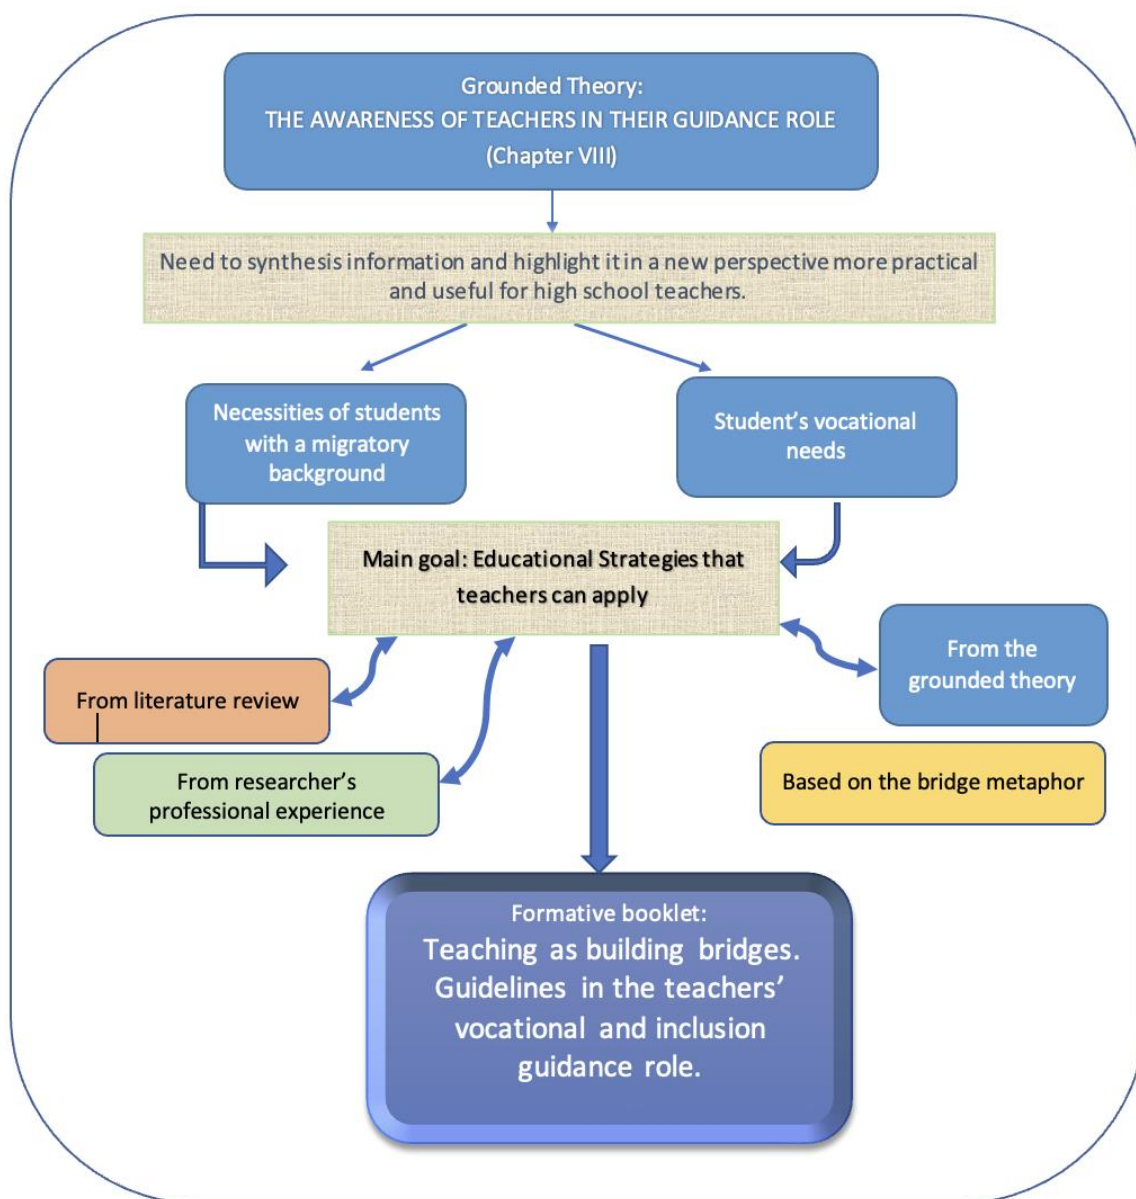 Grounded Theory:
THE AWARENESS OF TEACHERS IN THEIR GUIDANCE ROLE
(Chapter VIII)
Need to synthesis information and highlight it in a new perspective more practical
and useful for high school teachers.
Necessities of students
with a migratory
background
Student’s vocational
needs
Main goal: Educational Strategies that
teachers can apply
From literature review
From the
grounded theory
From researcher’s
professional experience
Based on the bridge metaphor
Formative booklet:
Teaching as building bridges.
Guidelines in the teachers’
vocational and inclusion
guidance role.